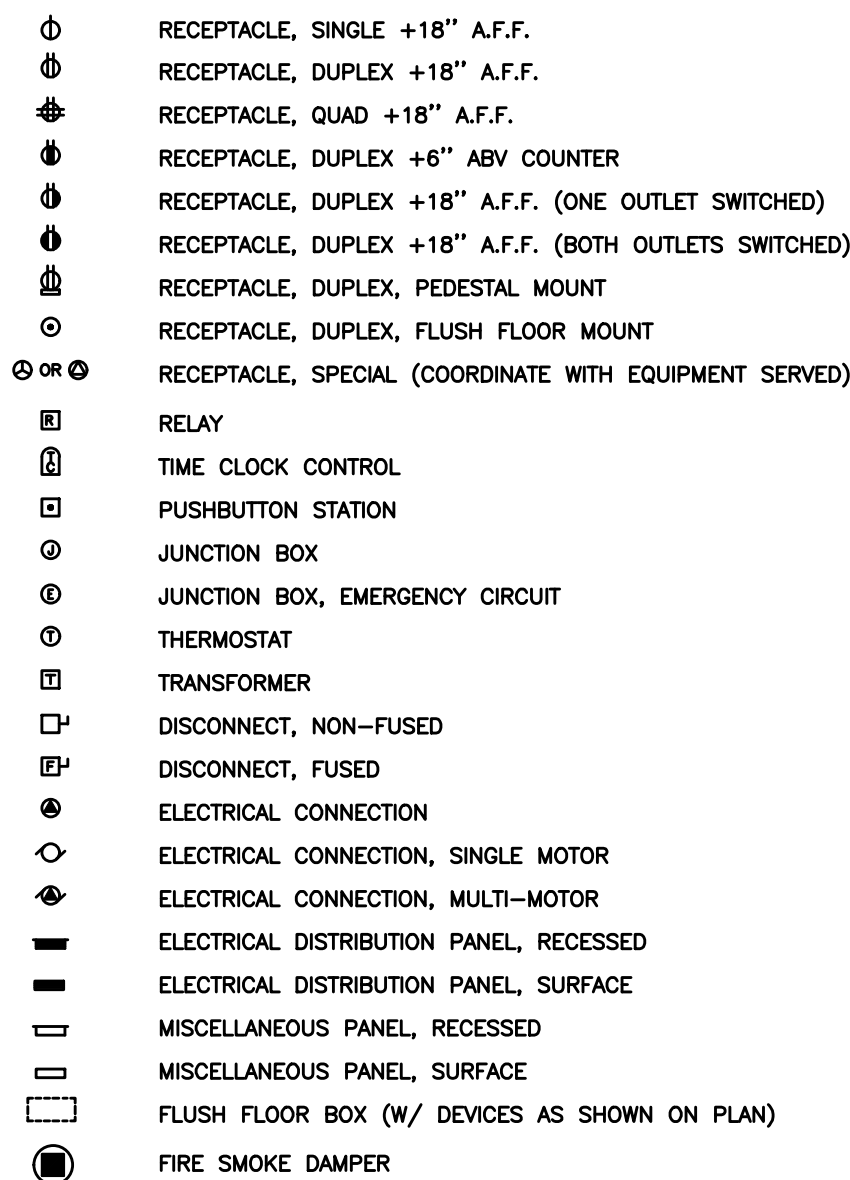 RECEPTACLE, SINGLE +18" A.F.F.
RECEPTACLE, DUPLEX +18" A.F.F.
RECEPTACLE, QUAD +18" A.F.F.
RECEPTACLE, DUPLEX +6" ABV COUNTER
RECEPTACLE, DUPLEX +18" A.F.F. (ONE OUTLET SWITCHED)
RECEPTACLE, DUPLEX +18" A.F.F. (BOTH OUTLETS SWITCHED)
RECEPTACLE, DUPLEX, PEDESTAL MOUNT
RECEPTACLE, DUPLEX, FLUSH FLOOR MOUNT
OR RECEPTACLE, SPECIAL (COORDINATE WITH EQUIPMENT SERVED)
R RELAY
TC TIME CLOCK CONTROL
PUSHBUTTON STATION
J JUNCTION BOX
E JUNCTION BOX, EMERGENCY CIRCUIT
T THERMOSTAT
T TRANSFORMER
DISCONNECT, NON-FUSED
F DISCONNECT, FUSED
ELECTRICAL CONNECTION
ELECTRICAL CONNECTION, SINGLE MOTOR
ELECTRICAL CONNECTION, MULTI-MOTOR
ELECTRICAL DISTRIBUTION PANEL, RECESSED
ELECTRICAL DISTRIBUTION PANEL, SURFACE
MISCELLANEOUS PANEL, RECESSED
MISCELLANEOUS PANEL, SURFACE
FLUSH FLOOR BOX (W/ DEVICES AS SHOWN ON PLAN)
FIRE SMOKE DAMPER